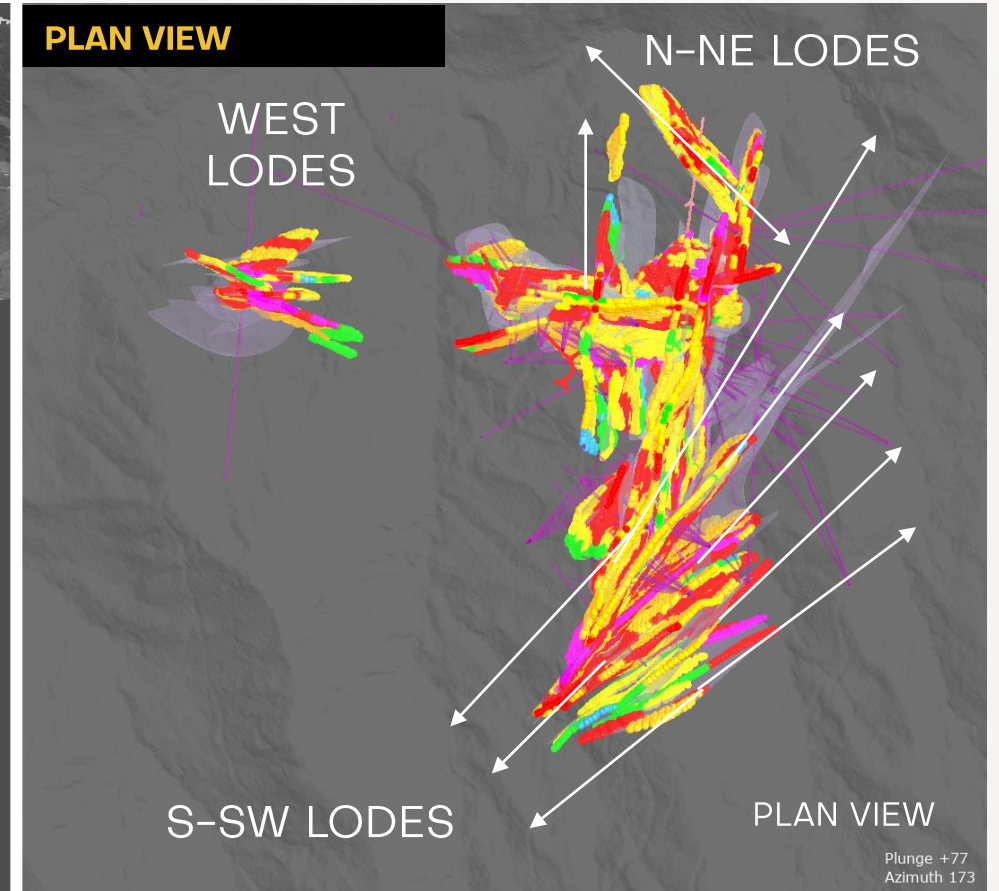 PLAN VIEW
N–NE LODES
WEST
LODES
S–SW LODES
PLAN VIEW
Plunge +77
Azimuth 173